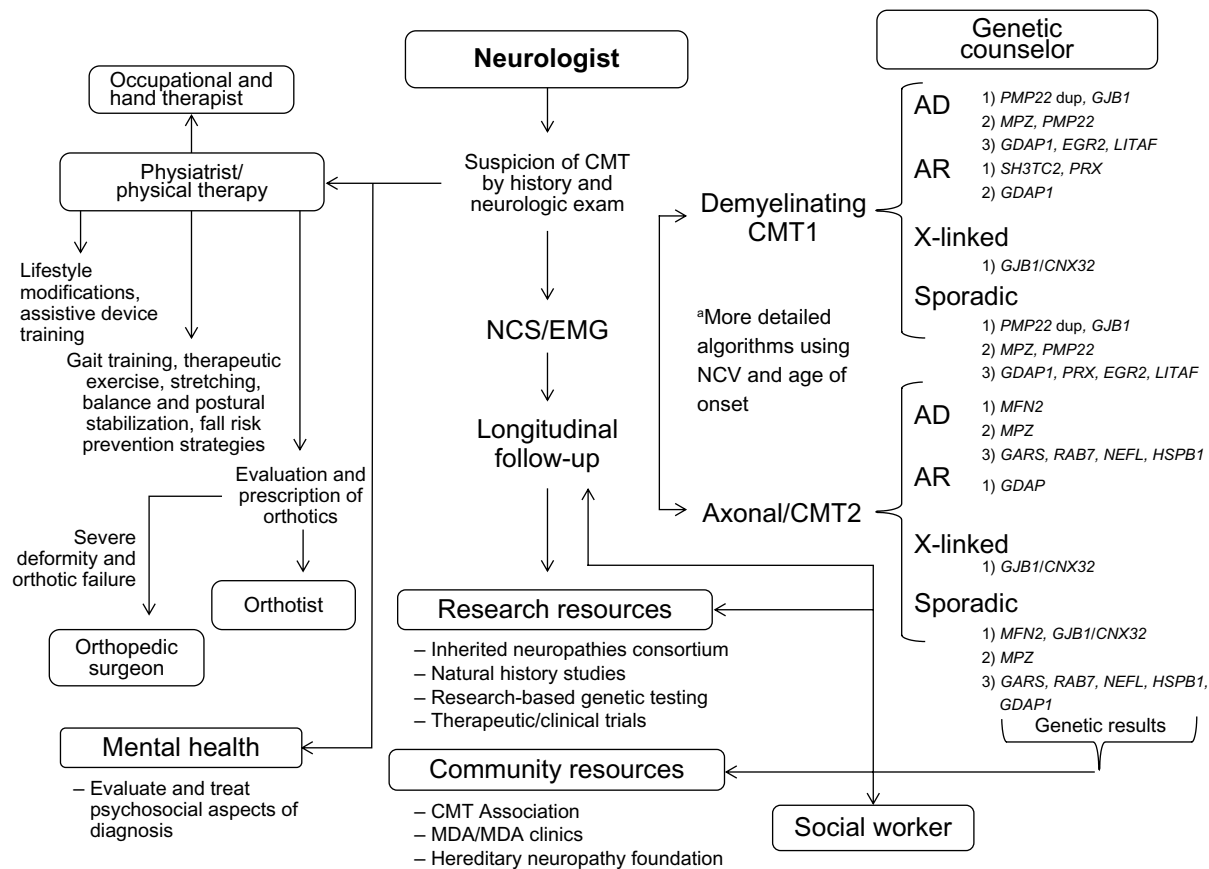 Neurologist
Genetic
counselor
Occupational and
hand therapist
Physiatrist/
physical therapy
Suspicion of CMT
by history and
neurologic exam
Lifestyle
modifications,
assistive device
training
Gait training, therapeutic
exercise, stretching,
balance and postural
stabilization, fall risk
prevention strategies
Evaluation and
prescription of
orthotics
Severe
deformity and
orthotic failure
Orthotist
Orthopedic
surgeon
Mental health
– Evaluate and treat
psychosocial aspects of
diagnosis
NCS/EMG
Longitudinal
follow-up
Research resources
– Inherited neuropathies consortium
– Natural history studies
– Research-based genetic testing
– Therapeutic/clinical trials
Community resources
– CMT Association
– MDA/MDA clinics
– Hereditary neuropathy foundation
Social worker
Demyelinating
CMT1
ᵃMore detailed
algorithms using
NCV and age of
onset
Axonal/CMT2
AD
1) PMP22 dup, GJB1
2) MPZ, PMP22
3) GDAP1, EGR2, LITAF
AR
1) SH3TC2, PRX
2) GDAP1
X-linked
1) GJB1/CNX32
Sporadic
1) PMP22 dup, GJB1
2) MPZ, PMP22
3) GDAP1, PRX, EGR2, LITAF
AD
1) MFN2
2) MPZ
3) GARS, RAB7, NEFL, HSPB1
AR
1) GDAP
X-linked
1) GJB1/CNX32
Sporadic
1) MFN2, GJB1/CNX32
2) MPZ
3) GARS, RAB7, NEFL, HSPB1,
GDAP1
Genetic results